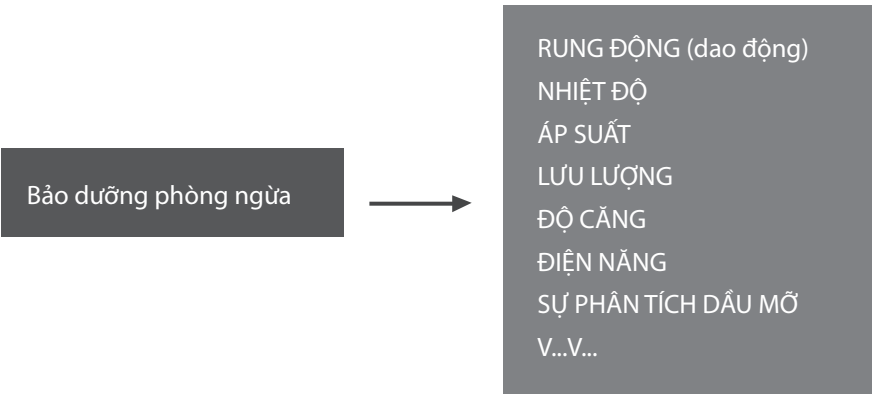 Bảo dưỡng phòng ngừa
RUNG ĐỘNG (dao động)
NHIỆT ĐỘ
ÁP SUẤT
LƯU LƯỢNG
ĐỘ CĂNG
ĐIỆN NĂNG
SỰ PHÂN TÍCH DẦU MỠ
V...V...